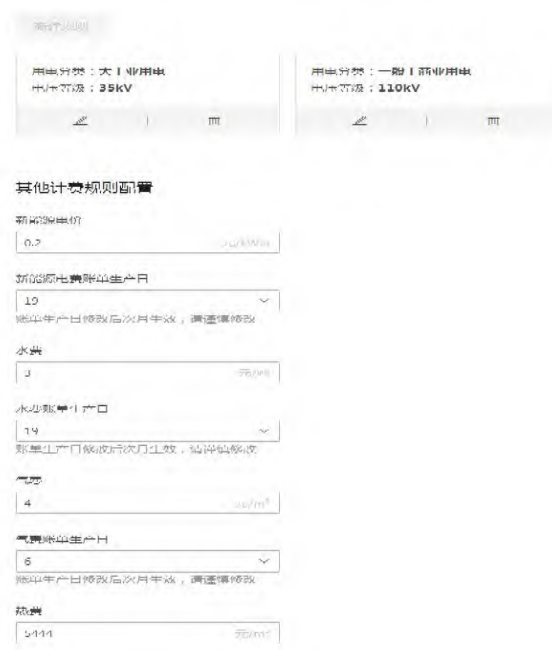 用电分类：大工业用电
电压等级：35kV
用电分类：一般工商业用电
电压等级：110kV
其他计费规则配置
新能源电价
0.2
新能源电费账单生产日
19
账单生产日修改后次月生效，请谨慎修改
水费
3
水费账单生产日
19
账单生产日修改后次月生效，请谨慎修改
气费
4
元/m³
气费账单生产日
6
账单生产日修改后次月生效，请谨慎修改
热费
5444